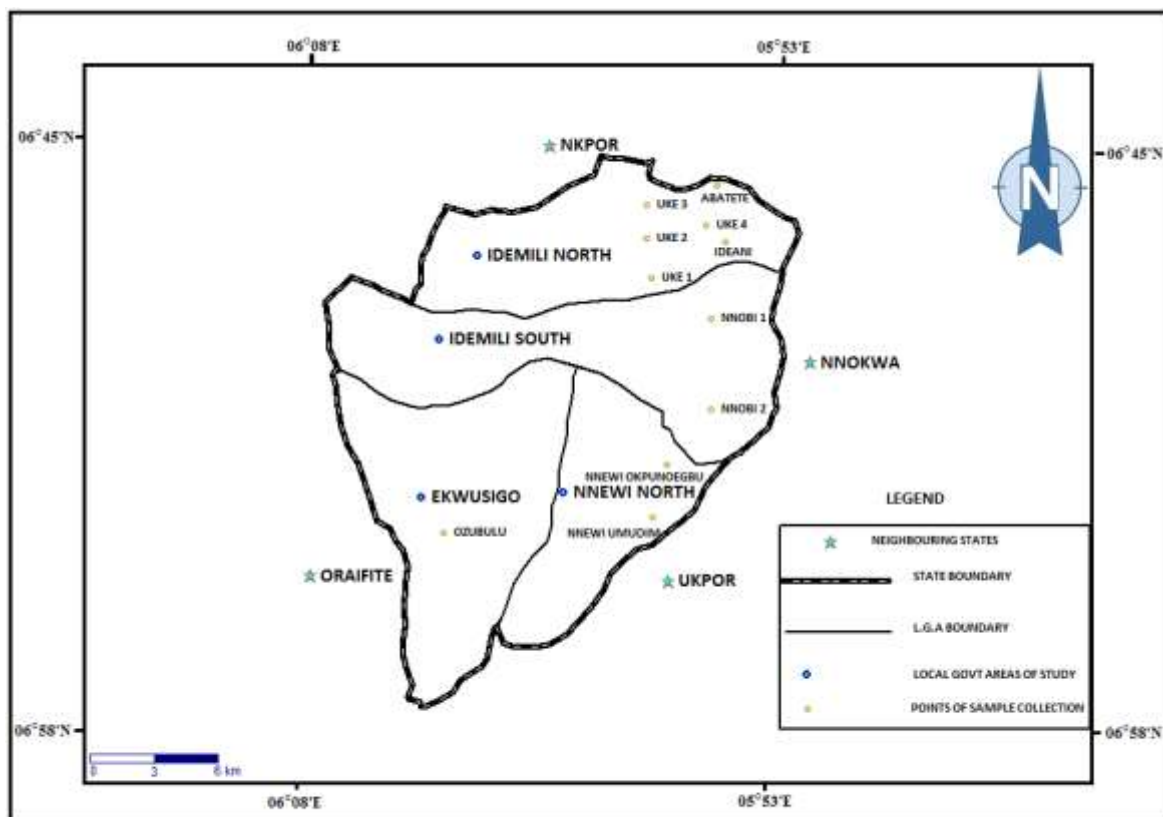 06°08'E
05°53'E
06°45'N
06°45'N
NKPOR
ABATETE
UKE 3
UKE 4
UKE 2
IDEANI
IDEMILI NORTH
UKE 1
NNOBI 1
IDEMILI SOUTH
NNOKWA
NNOBI 2
NNEWI OKPUNOEGBU
EKWUSIGO
NNEWI NORTH
OZUBULU
NNEWI UMUDIM
ORAIFITE
UKPOR
N
LEGEND
NEIGHBOURING STATES
STATE BOUNDARY
L.G.A BOUNDARY
LOCAL GOVT AREAS OF STUDY
POINTS OF SAMPLE COLLECTION
06°58'N
06°58'N
0 3 6 km
06°08'E
05°53'E